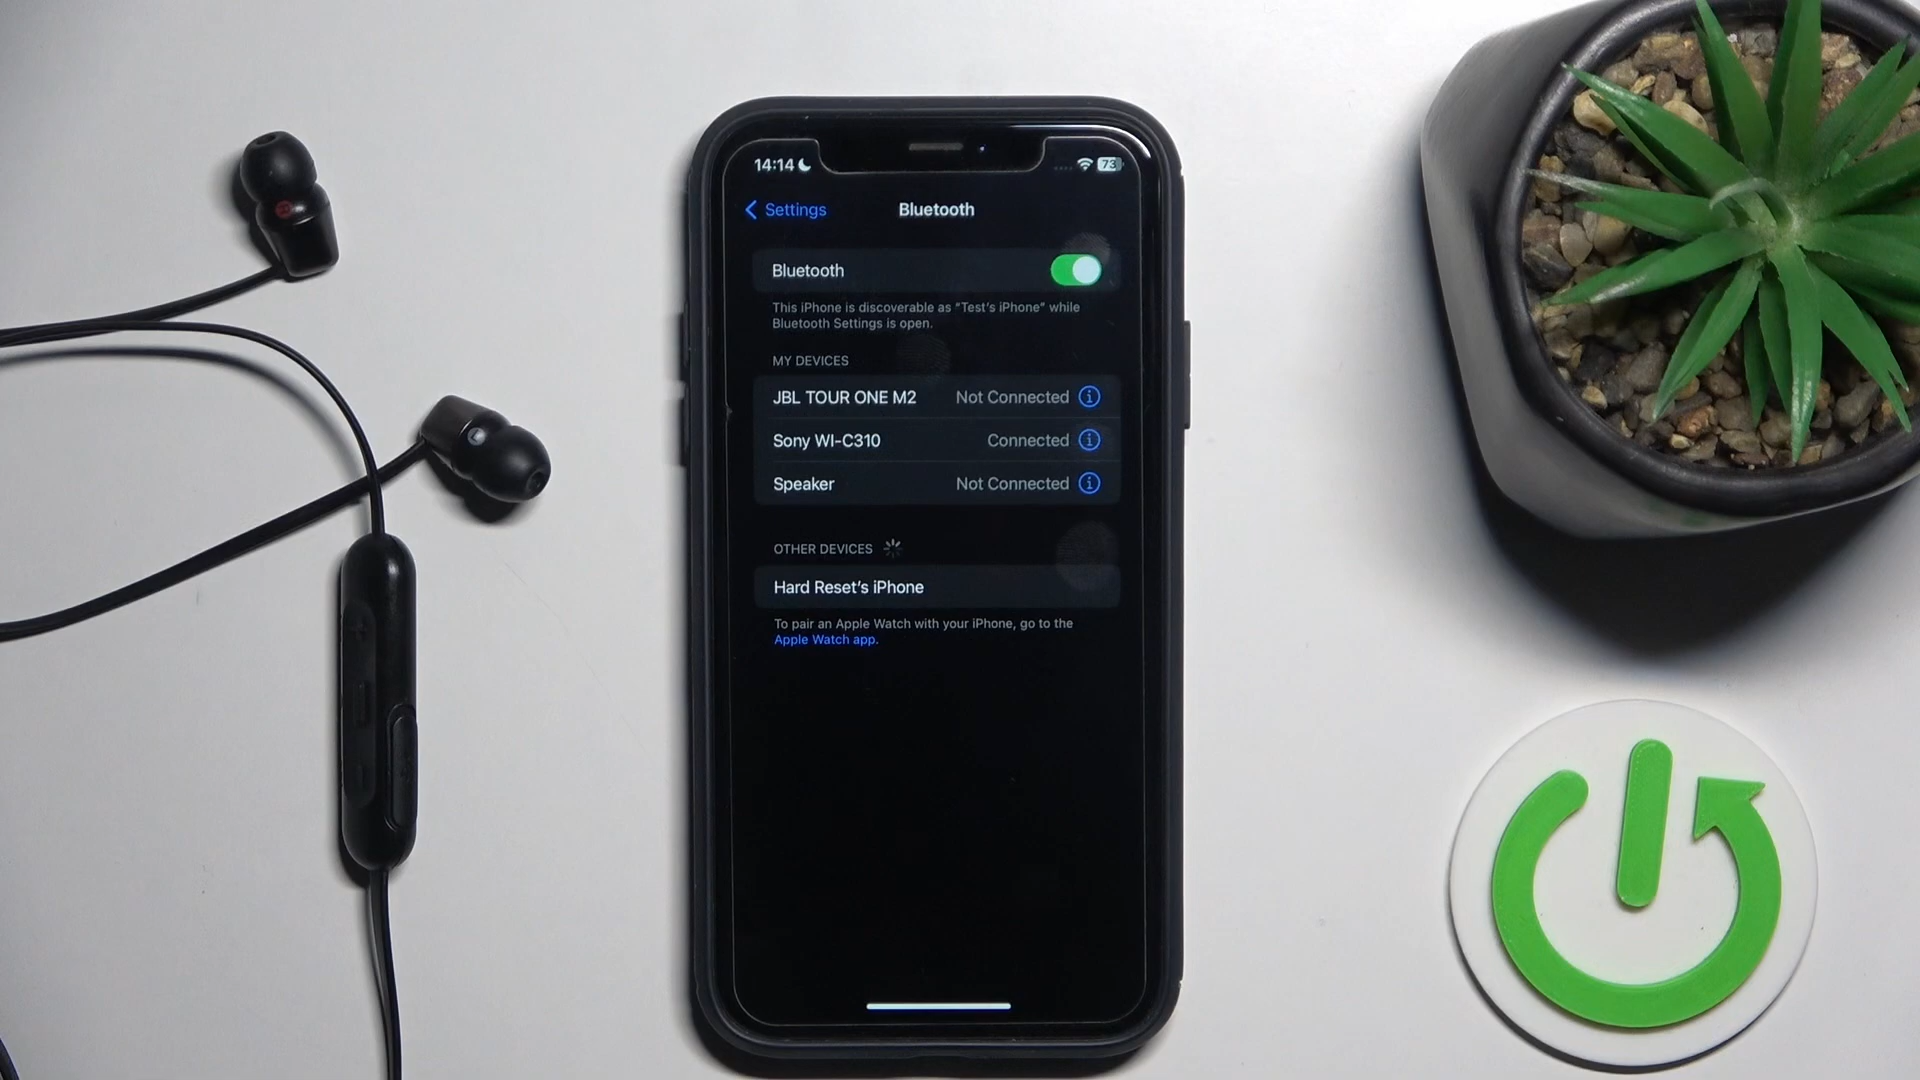 14:14
73
Settings
Bluetooth
Bluetooth
This iPhone is discoverable as “Test’s iPhone” while
Bluetooth Settings is open.
MY DEVICES
JBL TOUR ONE M2 Not Connected
Sony WI-C310 Connected
Speaker Not Connected
OTHER DEVICES
Hard Reset’s iPhone
To pair an Apple Watch with your iPhone, go to the
Apple Watch app.